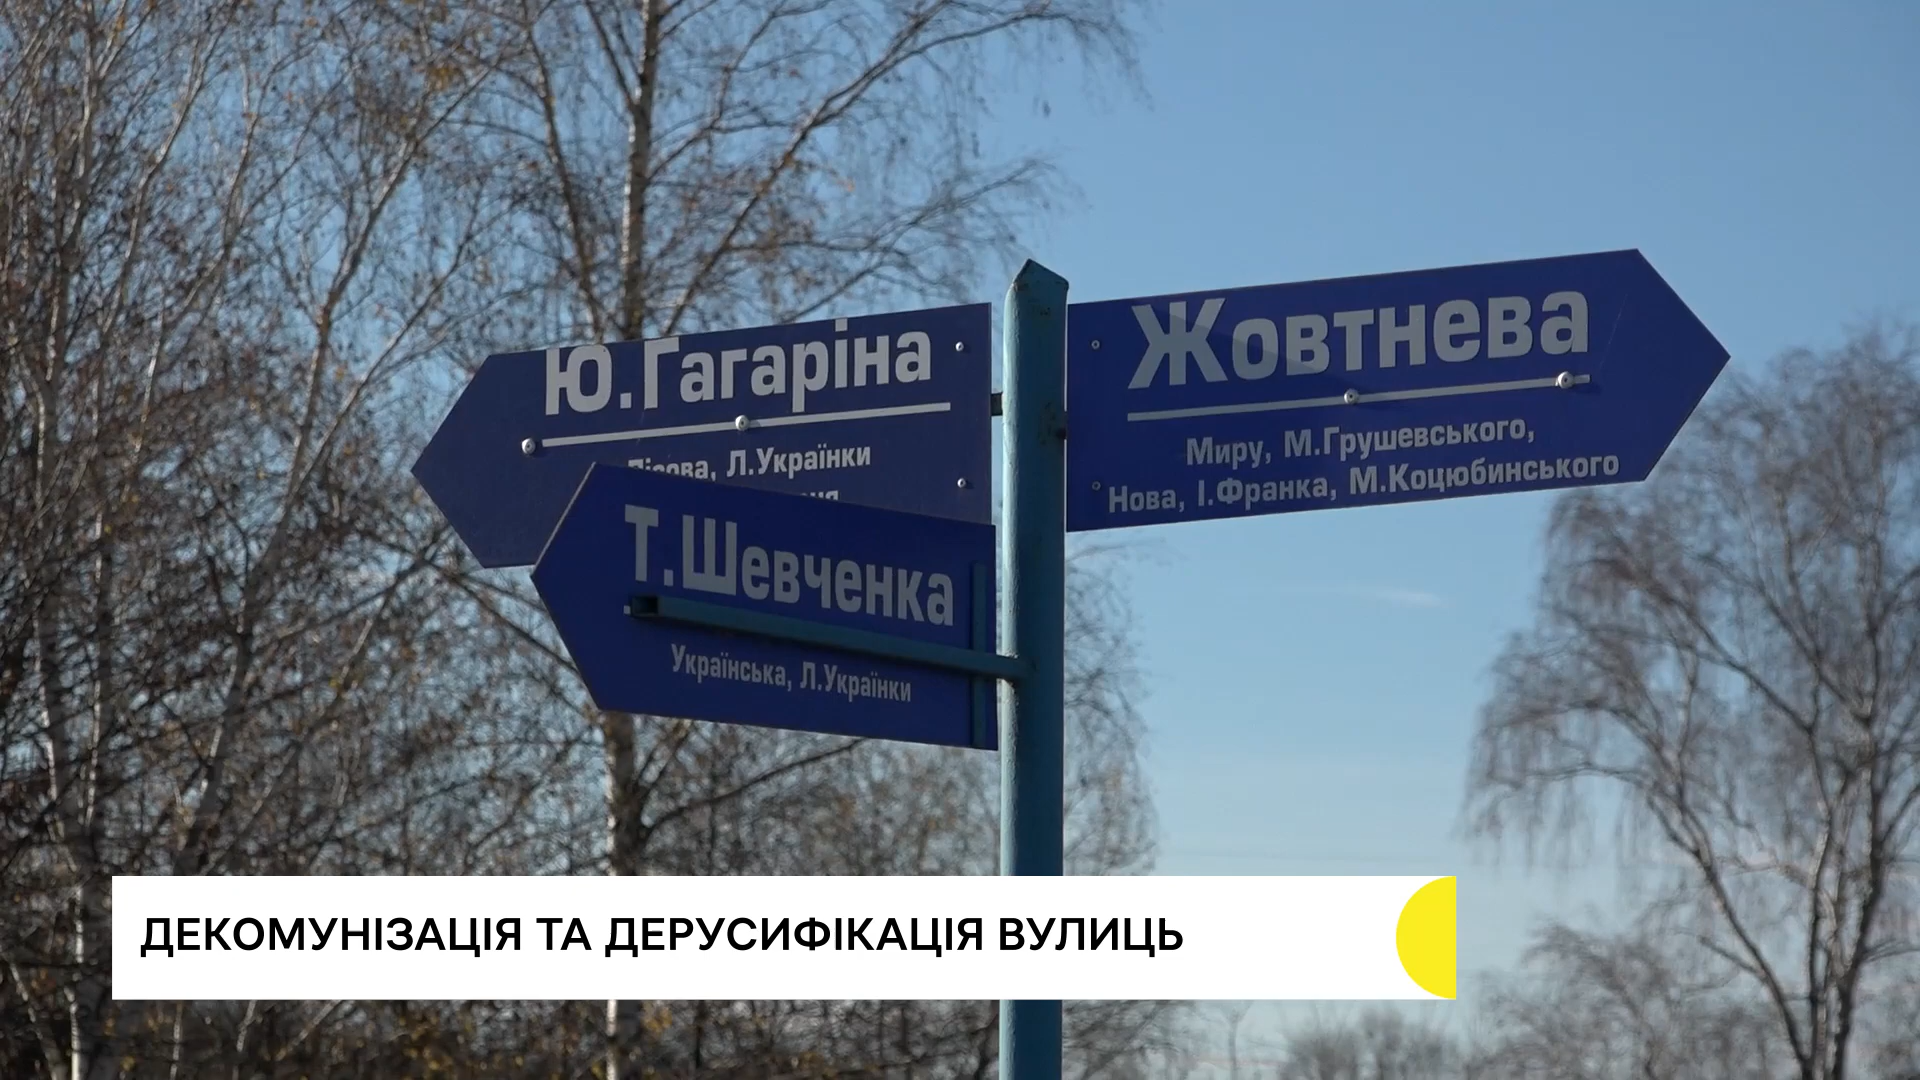 Ю.Гагаріна
Л.Українки
Т.Шевченка
Українська, Л.Українки
Жовтнева
Миру, М.Грушевського,
Нова, І.Франка, М.Коцюбинського
ДЕКОМУНІЗАЦІЯ ТА ДЕРУСИФІКАЦІЯ ВУЛИЦЬ